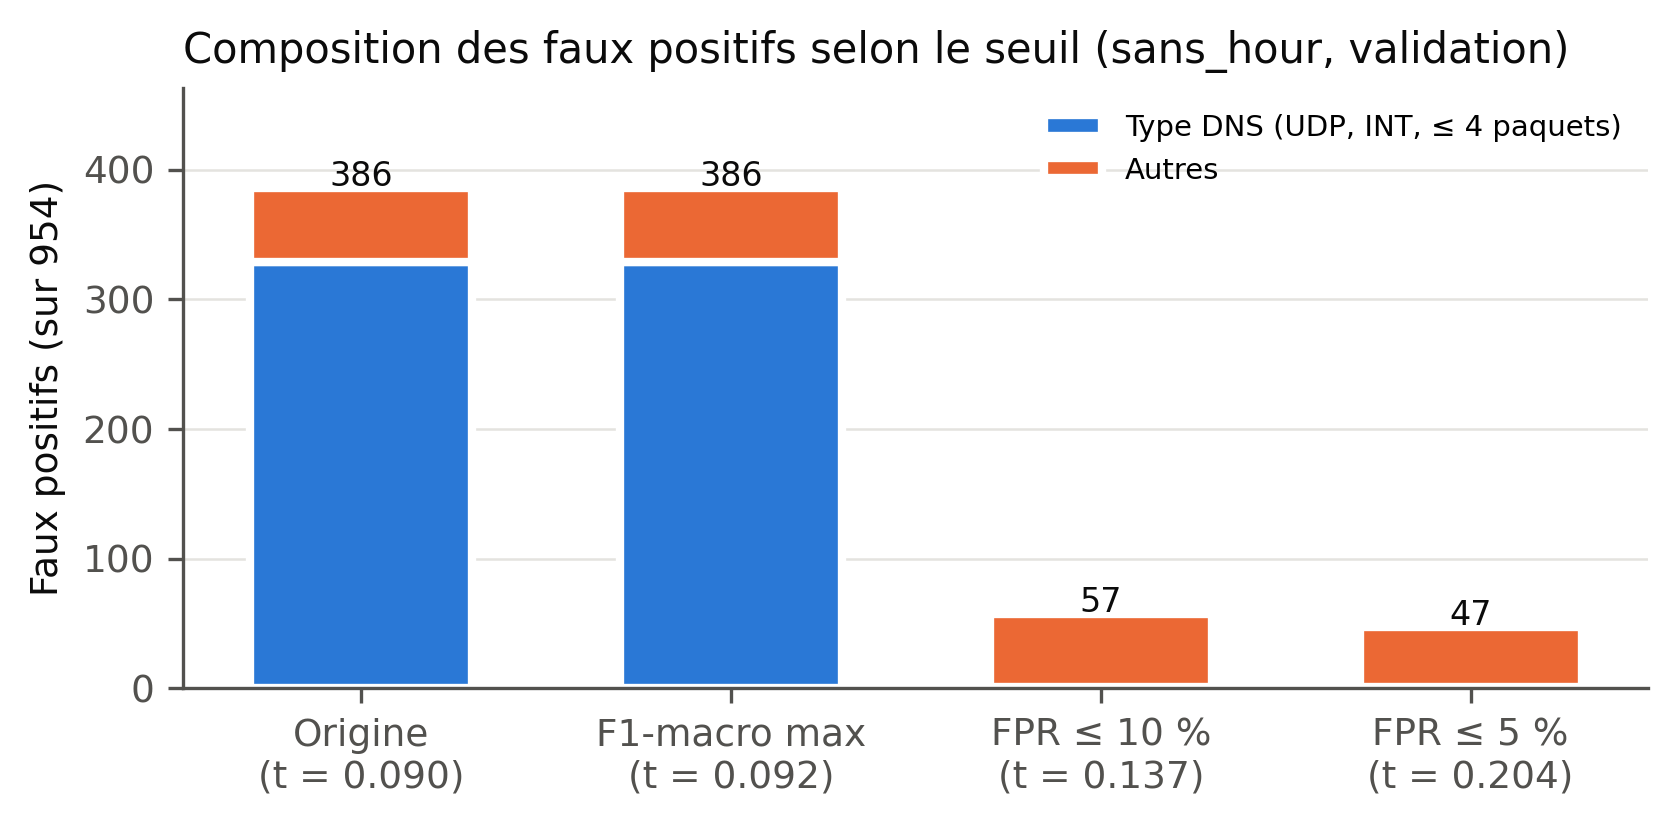 Composition des faux positifs selon le seuil (sans_hour, validation)
Type DNS (UDP, INT, ≤ 4 paquets)
Autres
Faux positifs (sur 954)
400
300
200
100
0
386
386
57
47
Origine
(t = 0.090)
F1-macro max
(t = 0.092)
FPR ≤ 10 %
(t = 0.137)
FPR ≤ 5 %
(t = 0.204)